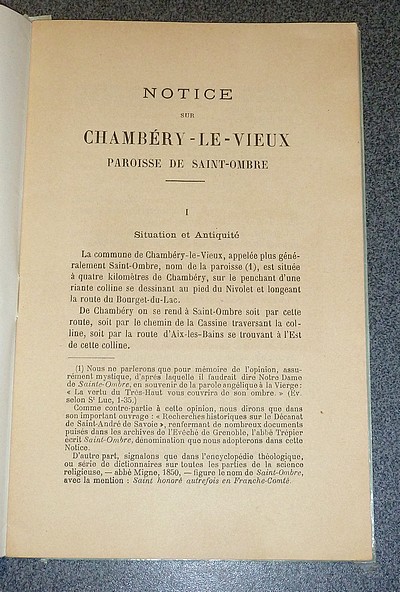 NOTICE
SUR
CHAMBÉRY-LE-VIEUX
PAROISSE DE SAINT-OMBRE
I
Situation et Antiquité
La commune de Chambéry-le-Vieux, appelée plus géné-
ralement Saint-Ombre, nom de la paroisse (1), est située
à quatre kilomètres de Chambéry, sur le penchant d'une
riante colline se dessinant au pied du Nivolet et longeant
la route du Bourget-du-Lac.
De Chambéry on se rend à Saint-Ombre soit par cette
route, soit par le chemin de la Cassine traversant la col-
line, soit par la route d'Aix-les-Bains se trouvant à l'Est
de cette colline.
(1) Nous ne parlerons que pour mémoire de l'opinion, assu-
rément mystique, d'après laquelle il faudrait dire Notre Dame
de Sainte-Ombre, en souvenir de la parole angélique à la Vierge :
« La vertu du Très-Haut vous couvrira de son ombre. » (Ev.
selon St Luc, 1-35.)
Comme contre-partie à cette opinion, nous dirons que dans
son important ouvrage : « Recherches historiques sur le Décanat
de Saint-André de Savoie », renfermant de nombreux documents
puisés dans les archives de l'Evêché de Grenoble, l'abbé Trépier
écrit Saint-Ombre, dénomination que nous adopterons dans cette
Notice.
D'autre part, signalons que dans l'encyclopédie théologique,
ou série de dictionnaires sur toutes les parties de la science
religieuse, — abbé Migne, 1850, — figure le nom de Saint-Ombre,
avec la mention : Saint honoré autrefois en Franche-Comté.